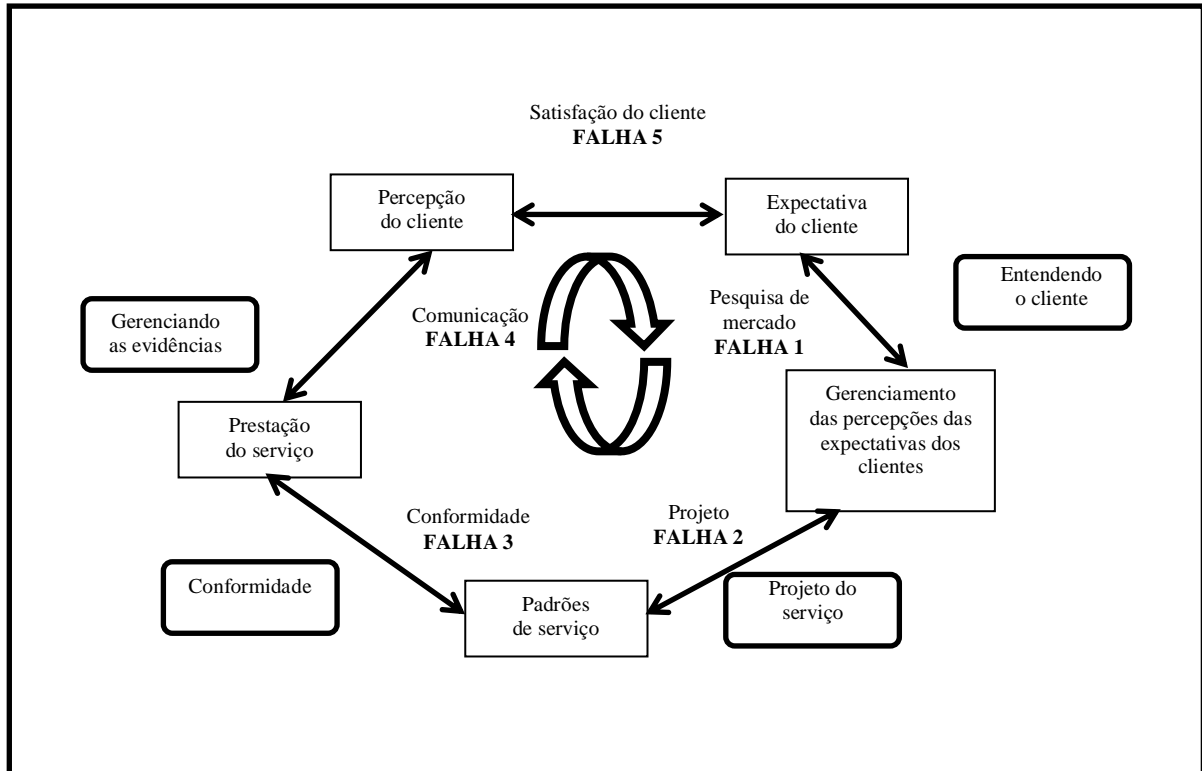 Satisfação do cliente
FALHA 5
Percepção
do cliente
Expectativa
do cliente
Entendendo
o cliente
Gerenciando
as evidências
Comunicação
FALHA 4
Pesquisa de
mercado
FALHA 1
Prestação
do serviço
Gerenciamento
das percepções das
expectativas dos
clientes
Conformidade
FALHA 3
Projeto
FALHA 2
Conformidade
Padrões
de serviço
Projeto do
serviço